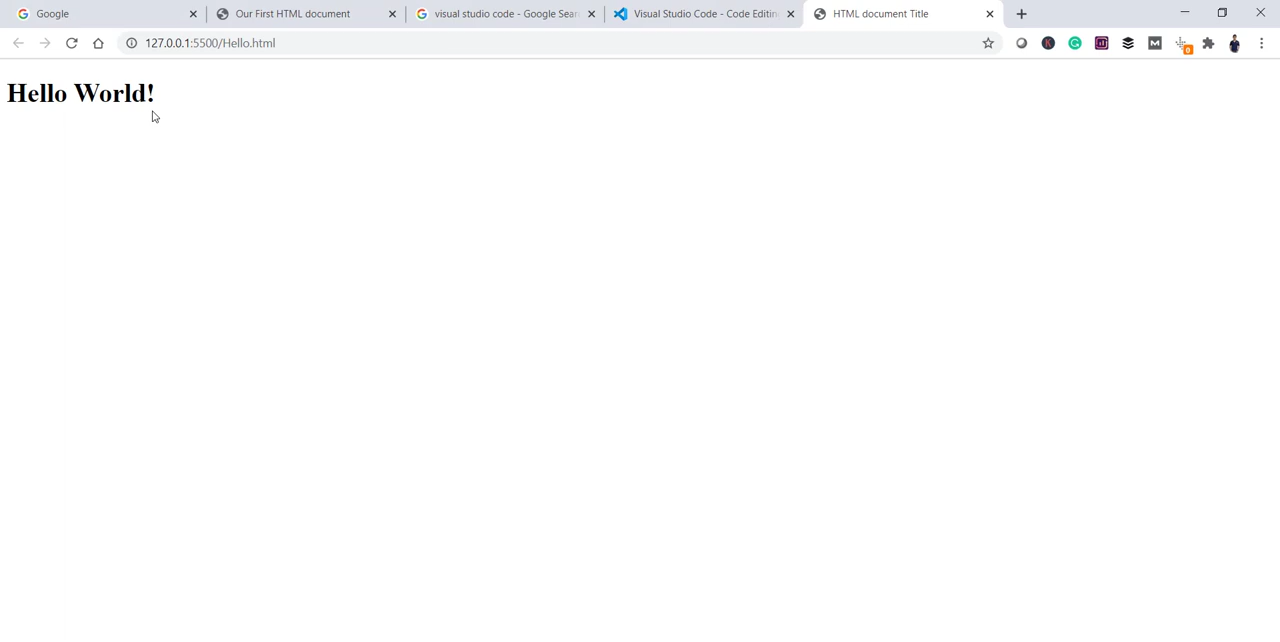 Google
Our First HTML document
visual studio code - Google Sear
Visual Studio Code - Code Editin
HTML document Title
127.0.0.1:5500/Hello.html
0
Hello World!